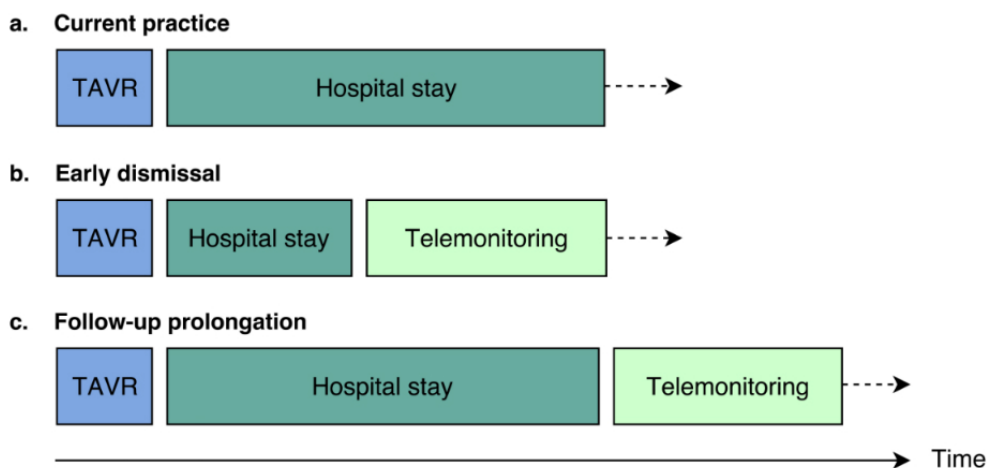 a. Current practice
TAVR Hospital stay
b. Early dismissal
TAVR Hospital stay Telemonitoring
c. Follow-up prolongation
TAVR Hospital stay Telemonitoring
Time